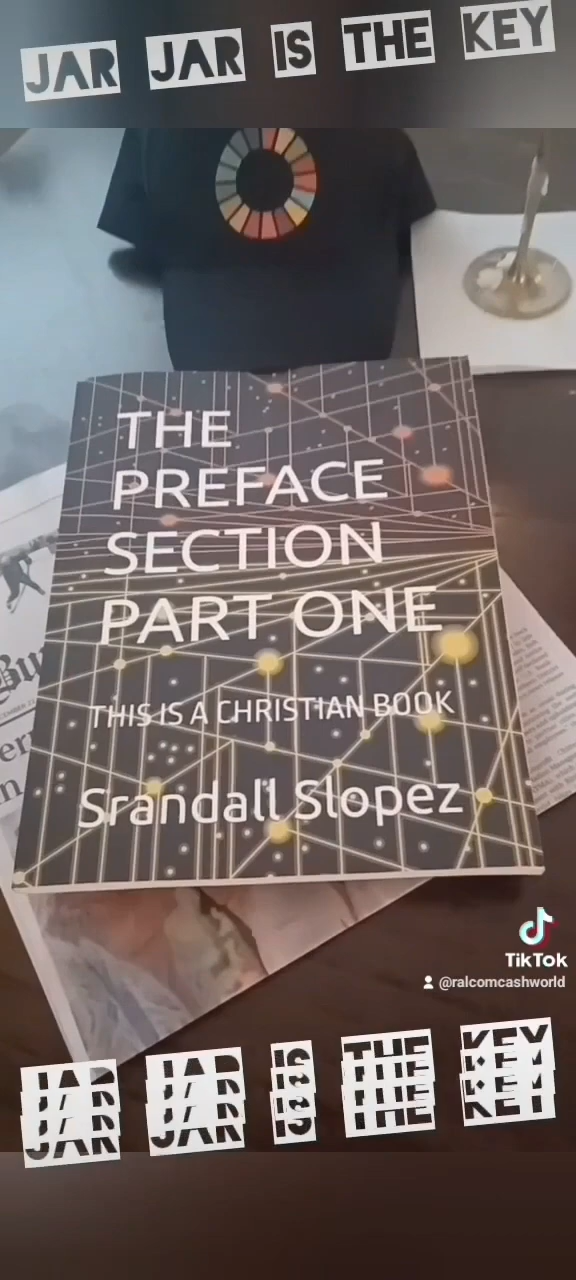 JAR JAR IS THE KEY
THE
PREFACE
SECTION
PART ONE
THIS IS A CHRISTIAN BOOK
Srandall Slopez
TikTok
@ralcomcashworld
JAR JAR IS THE KEY